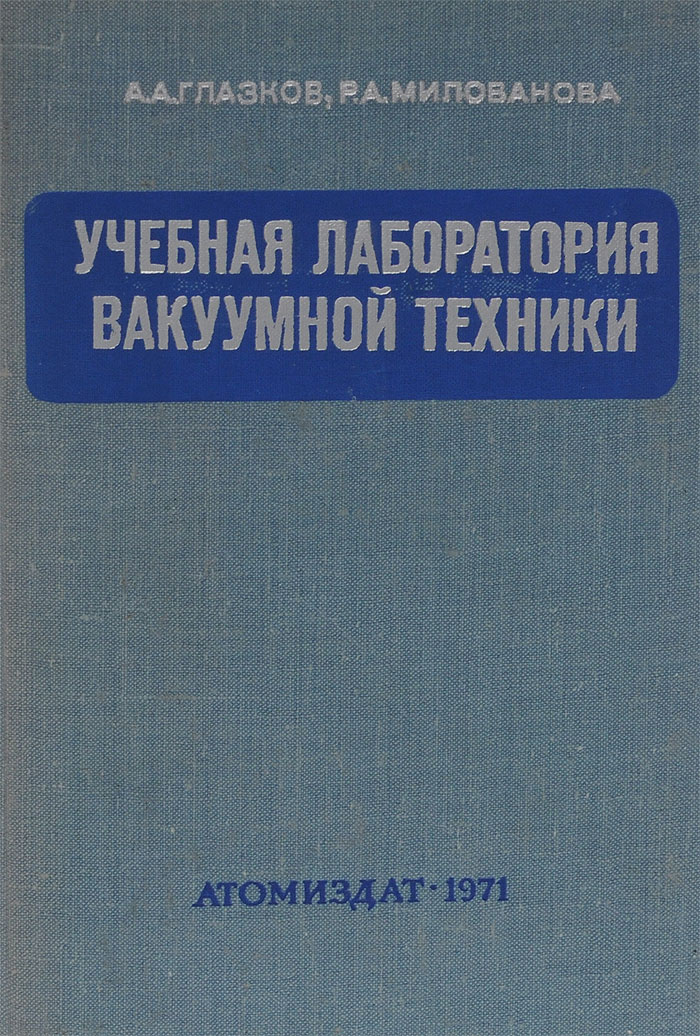 А.А.ГЛАЗКОВ, Р.А.МИЛОВАНОВА
УЧЕБНАЯ ЛАБОРАТОРИЯ
ВАКУУМНОЙ ТЕХНИКИ
АТОМИЗДАТ · 1971